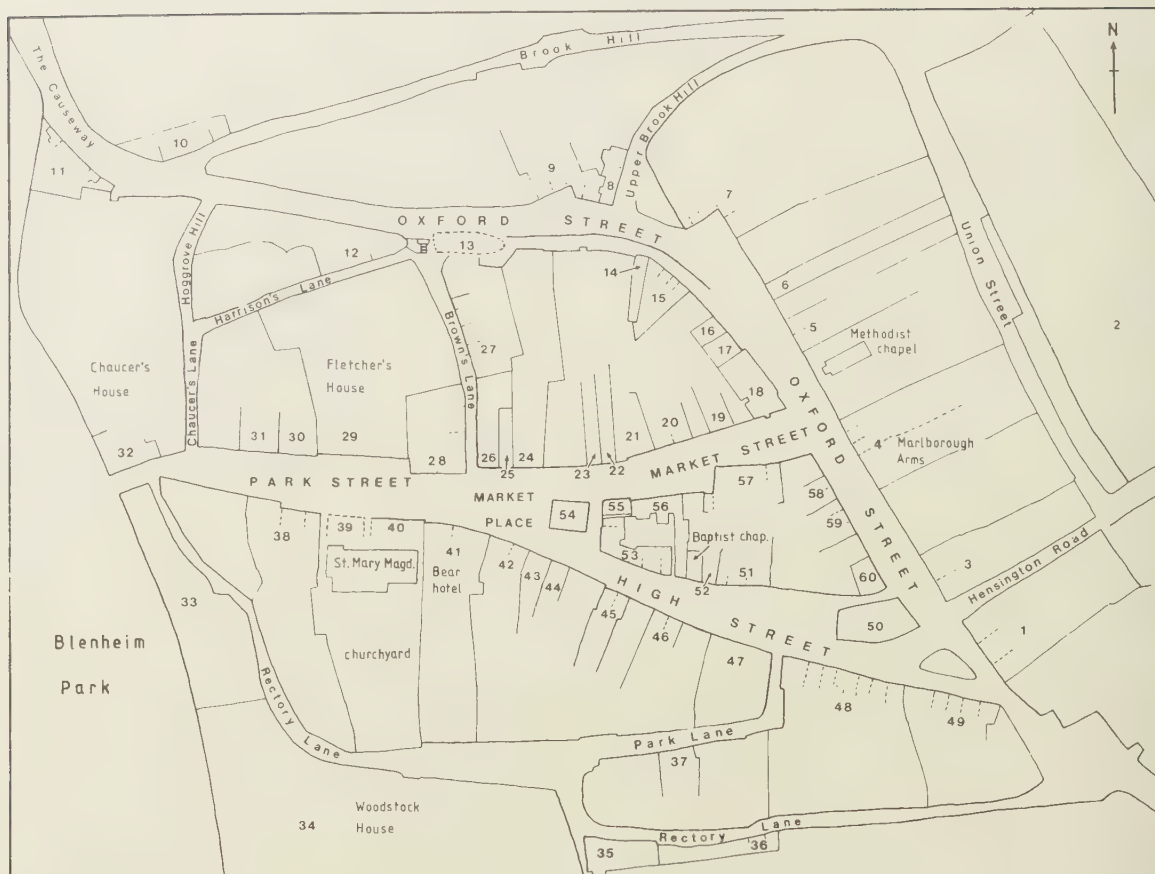 Brook Hill
N
The Causeway
Upper Brook Hill
10
11
9
8
7
OXFORD STREET
Hoggrove Hill
12
13
14
15
Union Street
6
Harrison's Lane
Brown's Lane
27
16
17
5
Methodist
chapel
2
Chaucer's
House
Chaucer's Lane
Fletcher's
House
18
OXFORD STREET
32
31
30
29
28
26
25
24
23
22
21
20
19
4
Marlborough
Arms
PARK STREET
MARKET STREET
MARKET
PLACE
54
55
56
57
58
59
38
39
40
41
St. Mary Magd.
Bear
hotel
42
43
44
53
Baptist chap.
52
51
60
3
Hensington Road
33
HIGH STREET
45
46
47
50
1
Blenheim
Park
churchyard
48
49
Rectory Lane
Park Lane
37
Woodstock
House
34
Rectory Lane
35
36